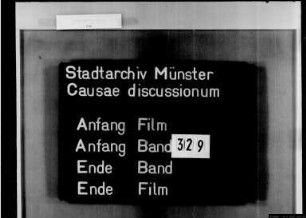 Stadtarchiv Münster
Causae discussionum
Anfang Film
Anfang Band 329
Ende Band
Ende Film